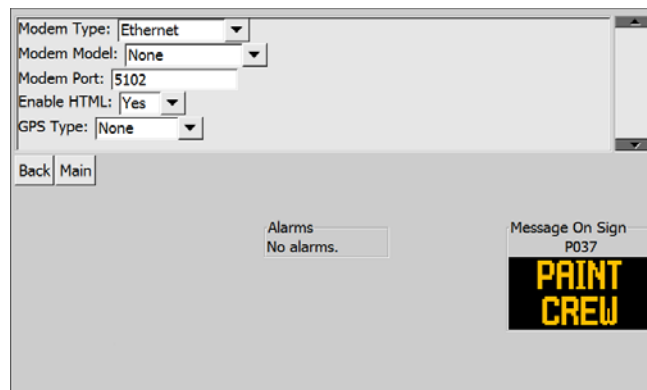 Modem Type: Ethernet
Modem Model: None
Modem Port: 5102
Enable HTML: Yes
GPS Type: None
Back Main
Alarms
No alarms.
Message On Sign
P037
PAINT
CREW